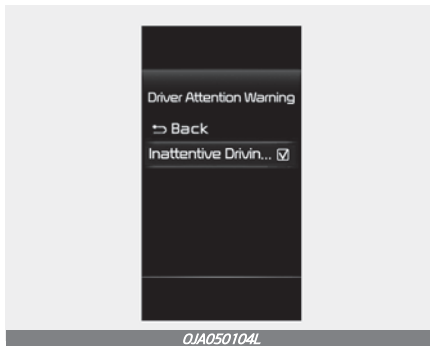 Driver Attention Warning
Back
Inattentive Drivin... ☑
OJA050104L